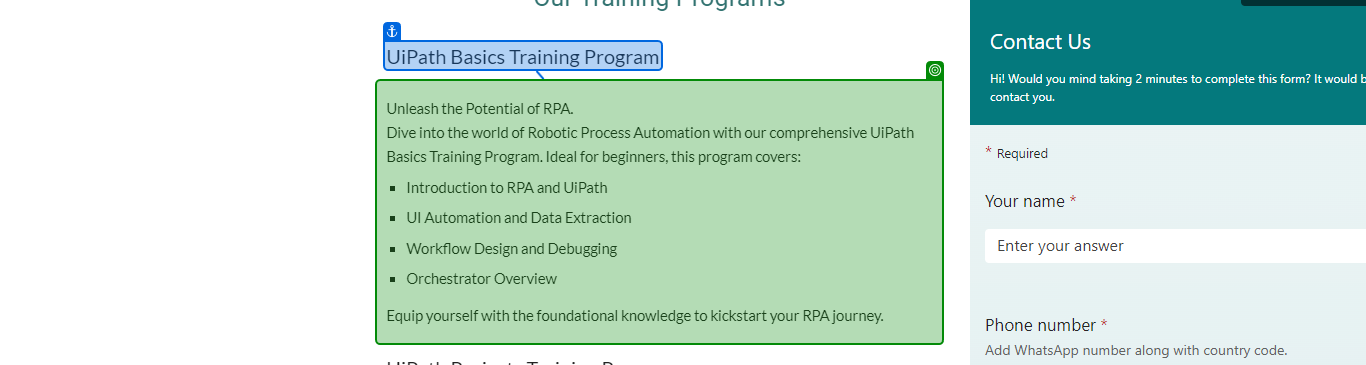 Our Training Programs
UiPath Basics Training Program
Unleash the Potential of RPA.
Dive into the world of Robotic Process Automation with our comprehensive UiPath
Basics Training Program. Ideal for beginners, this program covers:
Introduction to RPA and UiPath
UI Automation and Data Extraction
Workflow Design and Debugging
Orchestrator Overview
Equip yourself with the foundational knowledge to kickstart your RPA journey.
Contact Us
Hi! Would you mind taking 2 minutes to complete this form? It would
contact you.
* Required
Your name *
Enter your answer
Phone number *
Add WhatsApp number along with country code.